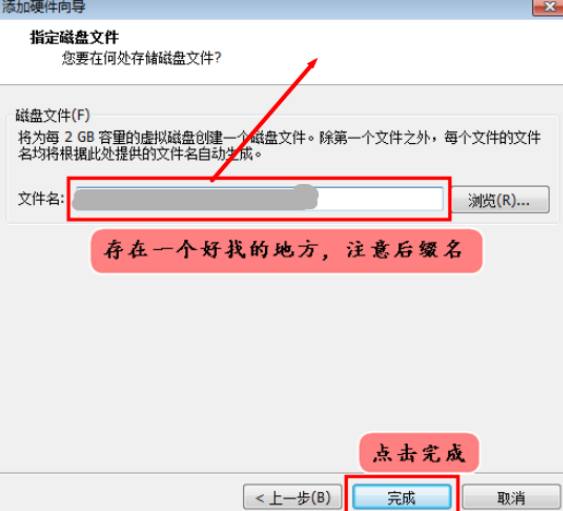 添加硬件向导
指定磁盘文件
您要在何处存储磁盘文件?
磁盘文件(F)
将为每 2 GB 容量的虚拟磁盘创建一个磁盘文件。除第一个文件之外，每个文件的文件
名均将根据此处提供的文件名自动生成。
文件名:
浏览(R)...
存在一个好找的地方，注意后缀名
点击完成
< 上一步(B)
完成
取消